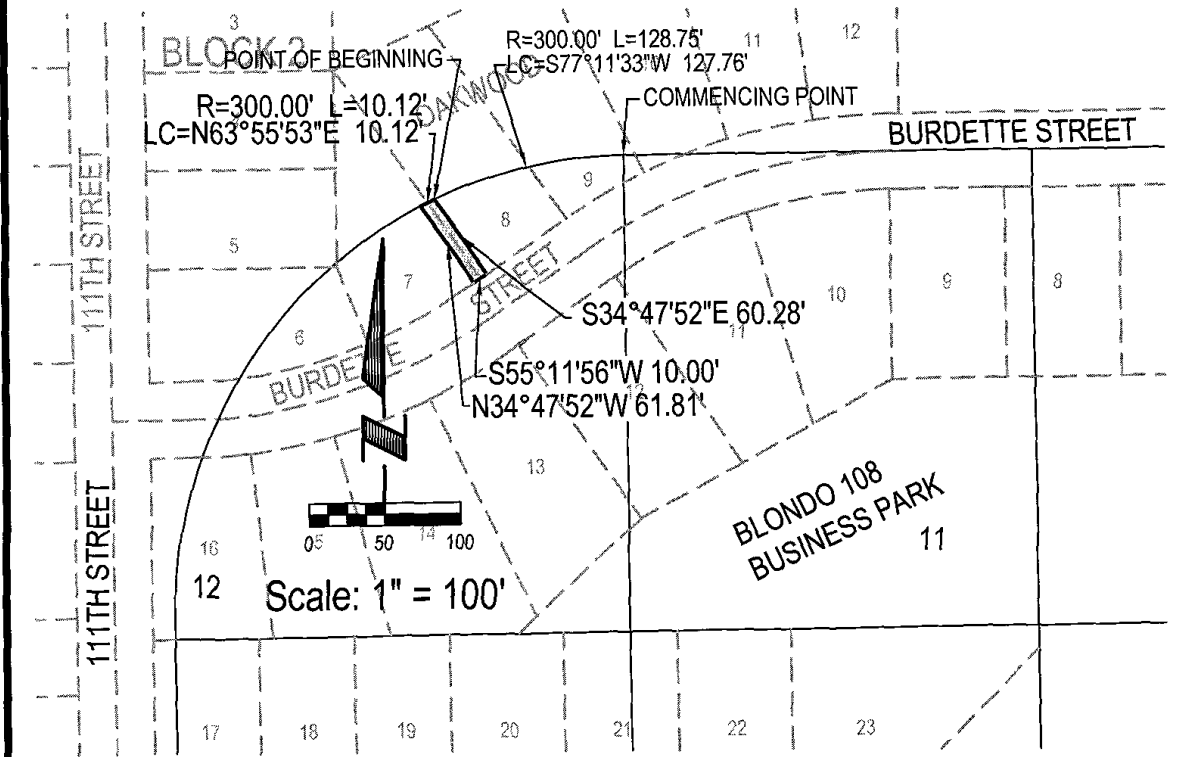 3
BLOCK 2
POINT OF BEGINNING
R=300.00' L=128.75'
LC=S77°11'33"W 127.76'
11
12
OAKWOOD
R=300.00' L=10.12'
LC=N63°55'53"E 10.12'
COMMENCING POINT
BURDETTE STREET
111TH STREET
9
8
5
7
STREET
6
BURDETTE
S34°47'52"E 60.28'
11
10
9
8
S55°11'56"W 10.00'
12
N34°47'52"W 61.81'
13
BLONDO 108
BUSINESS PARK
11
111TH STREET
16
12
0
15
50
14
100
Scale: 1" = 100'
17
18
19
20
21
22
23